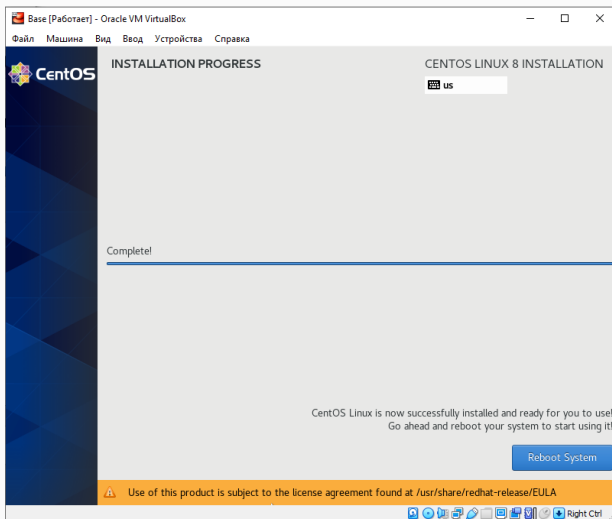 Base [Работает] - Oracle VM VirtualBox
Файл Машина Вид Ввод Устройства Справка
CentOS
INSTALLATION PROGRESS
CENTOS LINUX 8 INSTALLATION
us
Complete!
CentOS Linux is now successfully installed and ready for you to use!
Go ahead and reboot your system to start using it!
Reboot System
Use of this product is subject to the license agreement found at /usr/share/redhat-release/EULA
Right Ctrl